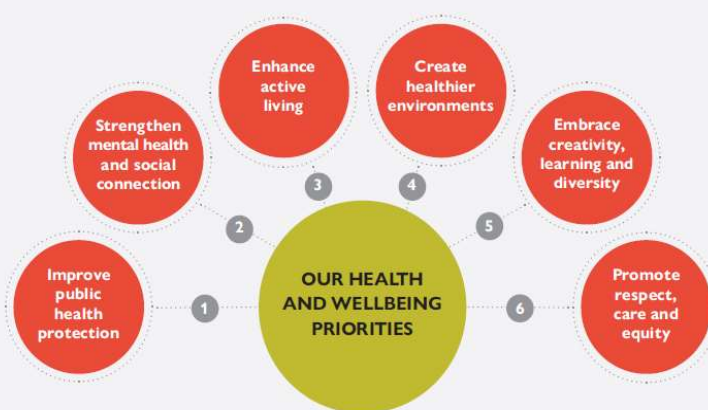 Improve
public
health
protection
1
Strengthen
mental health
and social
connection
2
Enhance
active
living
3
Create
healthier
environments
4
Embrace
creativity,
learning and
diversity
5
Promote
respect,
care and
equity
6
OUR HEALTH
AND WELLBEING
PRIORITIES